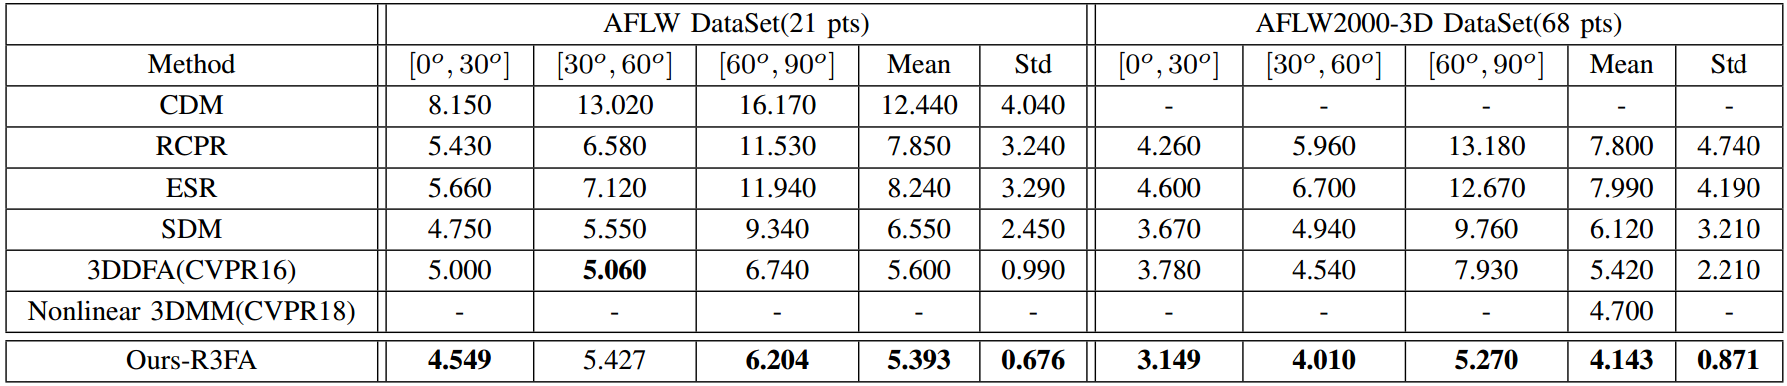 AFLW DataSet(21 pts) AFLW2000-3D DataSet(68 pts)
Method [0°, 30°] [30°, 60°] [60°, 90°] Mean Std [0°, 30°] [30°, 60°] [60°, 90°] Mean Std
CDM 8.150 13.020 16.170 12.440 4.040 - - - - -
RCPR 5.430 6.580 11.530 7.850 3.240 4.260 5.960 13.180 7.800 4.740
ESR 5.660 7.120 11.940 8.240 3.290 4.600 6.700 12.670 7.990 4.190
SDM 4.750 5.550 9.340 6.550 2.450 3.670 4.940 9.760 6.120 3.210
3DDFA(CVPR16) 5.000 5.060 6.740 5.600 0.990 3.780 4.540 7.930 5.420 2.210
Nonlinear 3DMM(CVPR18) - - - - - - - - 4.700 -
Ours-R3FA 4.549 5.427 6.204 5.393 0.676 3.149 4.010 5.270 4.143 0.871